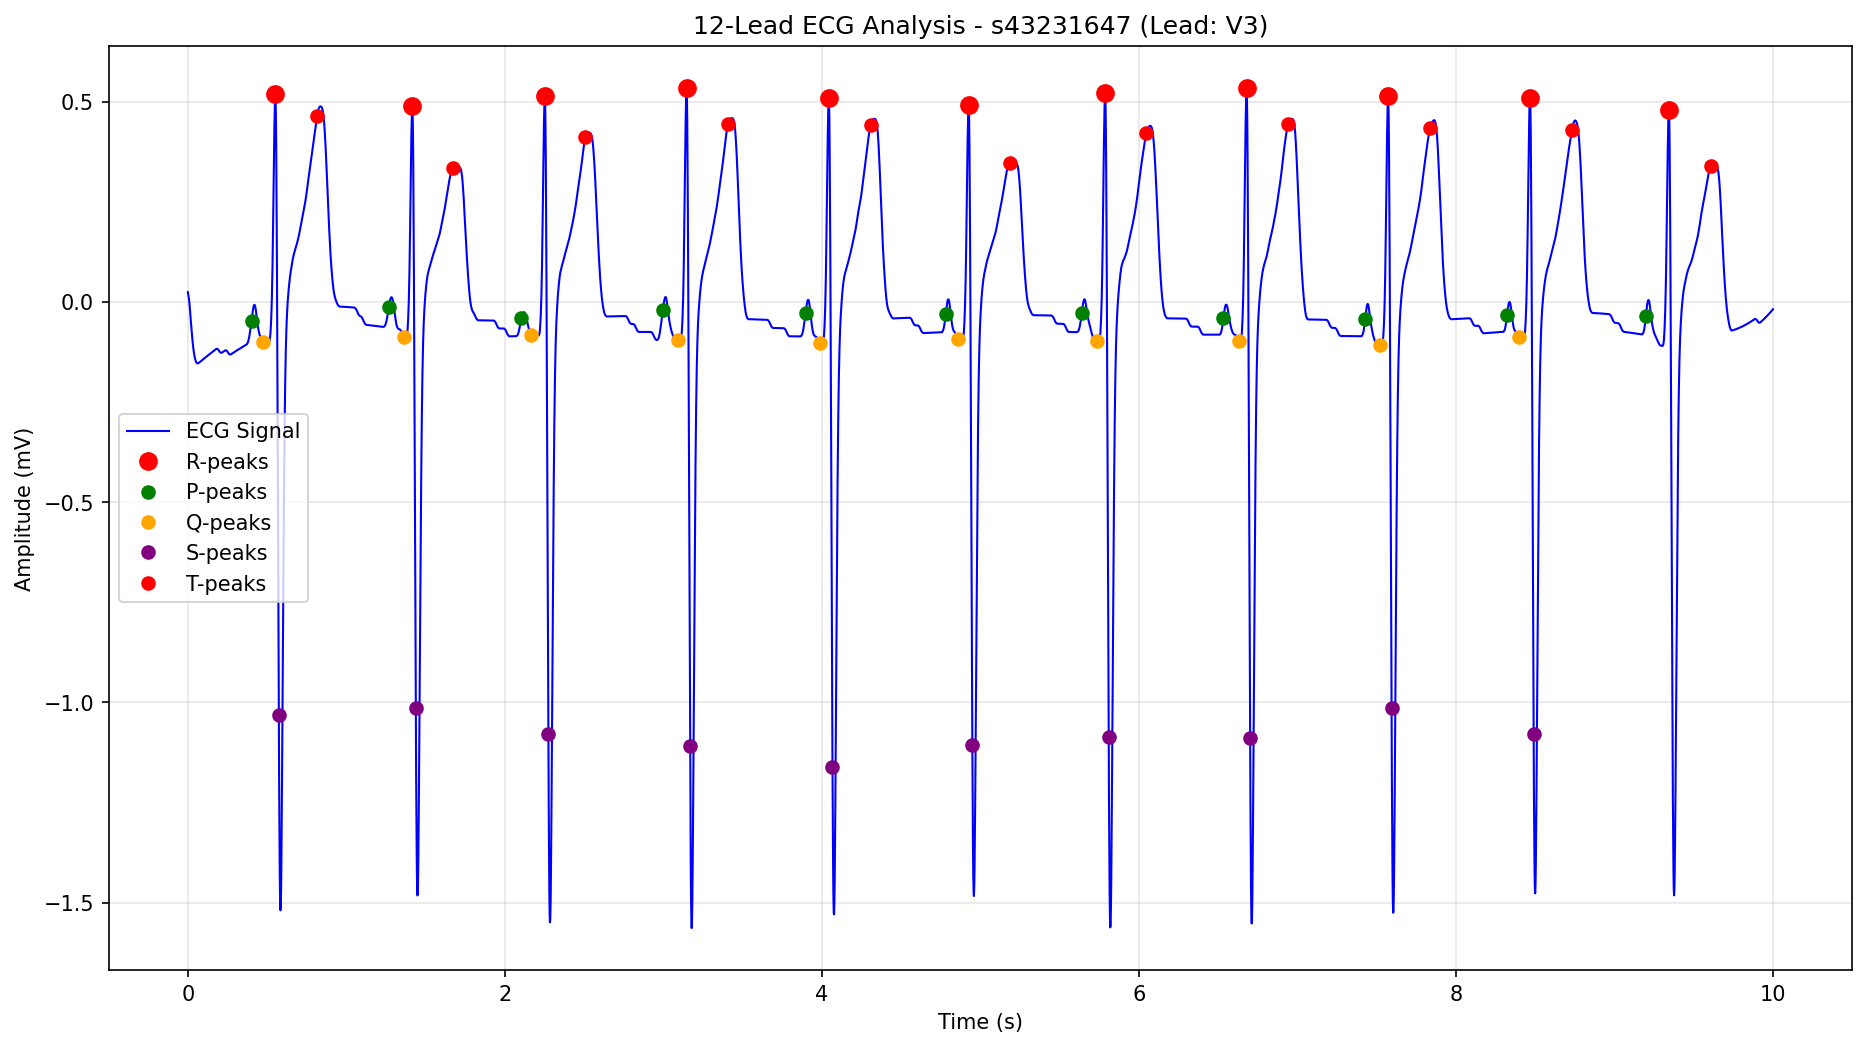 12-Lead ECG Analysis - s43231647 (Lead: V3)
Amplitude (mV)
0.5
0.0
−0.5
−1.0
−1.5
ECG Signal
R-peaks
P-peaks
Q-peaks
S-peaks
T-peaks
0 2 4 6 8 10
Time (s)